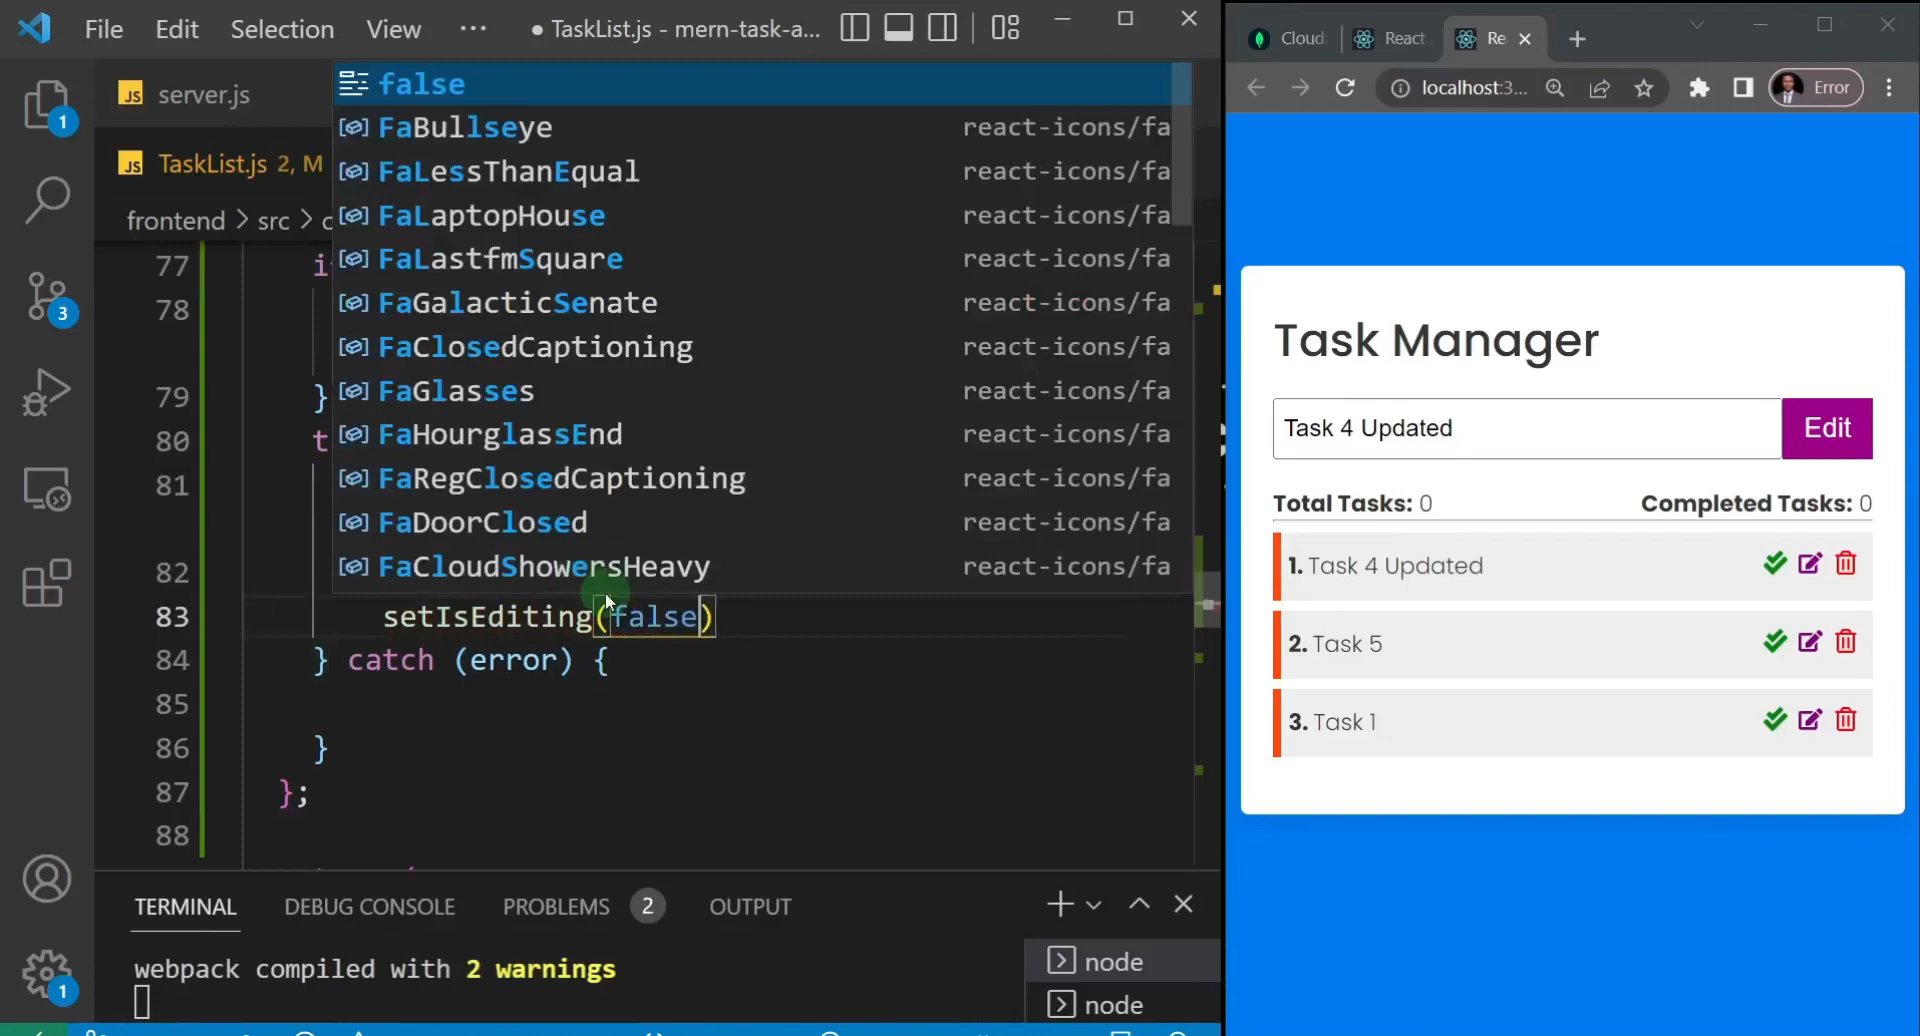 File Edit Selection View ··· ● TaskList.js - mern-task-a...
server.js
TaskList.js 2, M
frontend > src > c
false
FaBullseye react-icons/fa
FaLessThanEqual react-icons/fa
FaLaptopHouse react-icons/fa
FaLastfmSquare react-icons/fa
FaGalacticSenate react-icons/fa
FaClosedCaptioning react-icons/fa
FaGlasses react-icons/fa
FaHourglassEnd react-icons/fa
FaRegClosedCaptioning react-icons/fa
FaDoorClosed react-icons/fa
FaCloudShowersHeavy react-icons/fa
77 i
78
79 }
80 t
81
82
83 setIsEditing(false)
84 } catch (error) {
85
86 }
87 };
88
1
3
1
TERMINAL DEBUG CONSOLE PROBLEMS 2 OUTPUT
webpack compiled with 2 warnings
node
node
Cloud React Re
localhost:3... Error
Task Manager
Task 4 Updated Edit
Total Tasks: 0 Completed Tasks: 0
1. Task 4 Updated
2. Task 5
3. Task 1